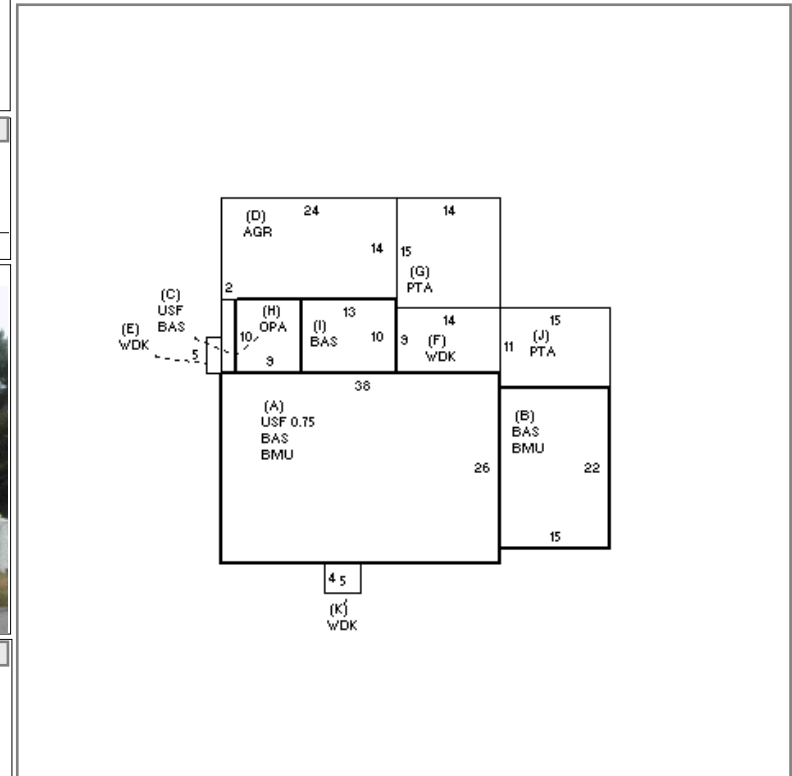 (D)
AGR
24
14
14
15
(G)
PTA
2
(C)
USF
BAS
(E)
WDK
5
(H)
OPA
10
9
13
(I)
BAS
10
9
14
(F)
WDK
15
11
(J)
PTA
38
(A)
USF 0.75
BAS
BMU
26
(B)
BAS
BMU
22
15
4 5
(K)
WDK